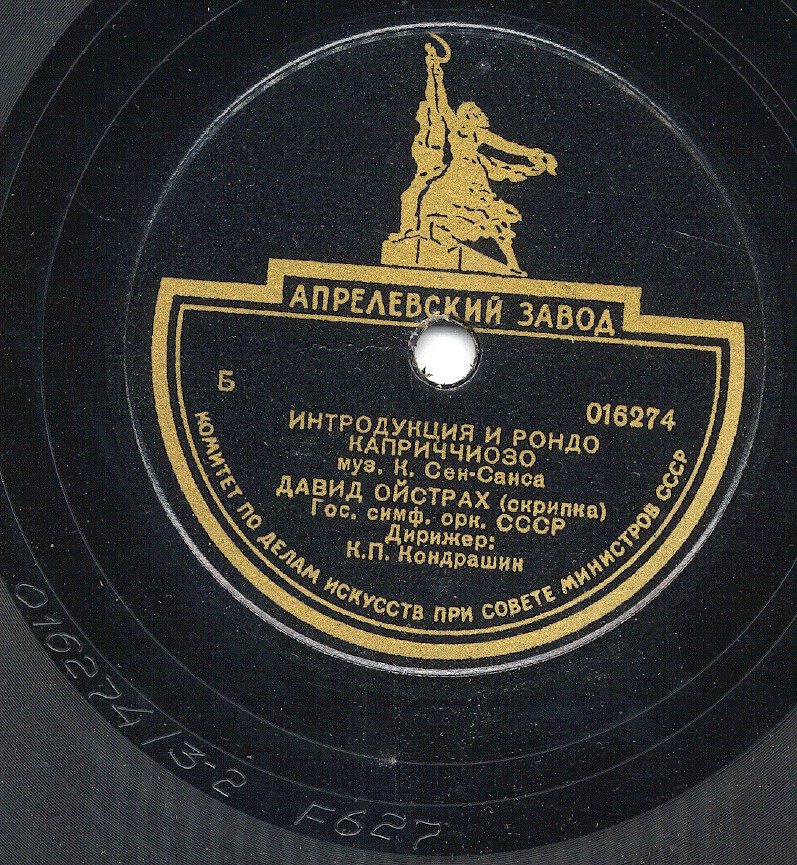 АПРЕЛЕВСКИЙ ЗАВОД
Б
016274
ИНТРОДУКЦИЯ И РОНДО
КАПРИЧЧИОЗО
муз. К. Сен-Санса
ДАВИД ОЙСТРАХ (скрипка)
Гос. симф. орк. СССР
Дирижер:
К.П. Кондрашин
КОМИТЕТ ПО ДЕЛАМ ИСКУССТВ ПРИ СОВЕТЕ МИНИСТРОВ СССР
016274/3-2 F627